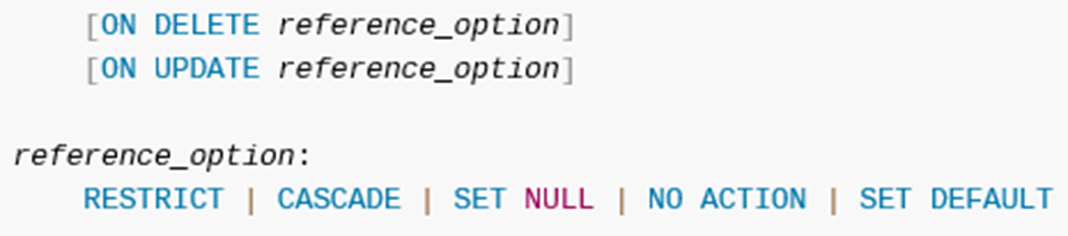 [ON DELETE reference_option]
[ON UPDATE reference_option]
reference_option:
RESTRICT | CASCADE | SET NULL | NO ACTION | SET DEFAULT